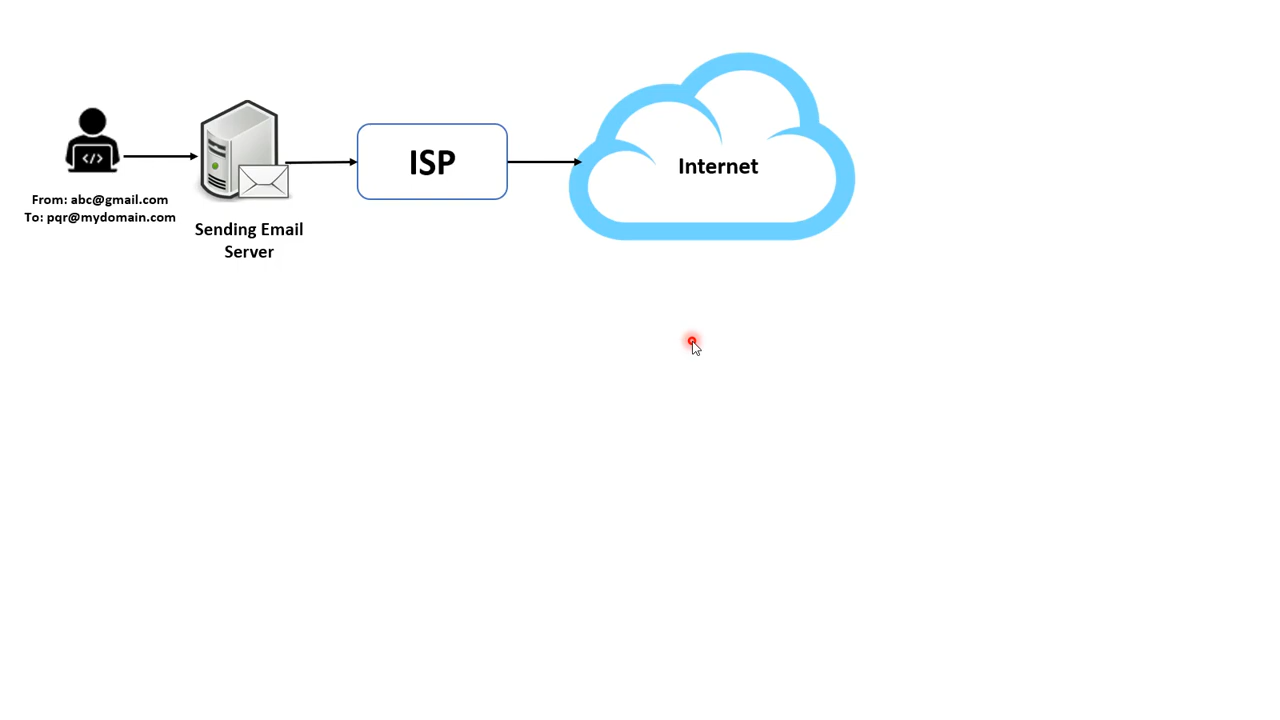 From: abc@gmail.com
To: pqr@mydomain.com
Sending Email
Server
ISP
Internet